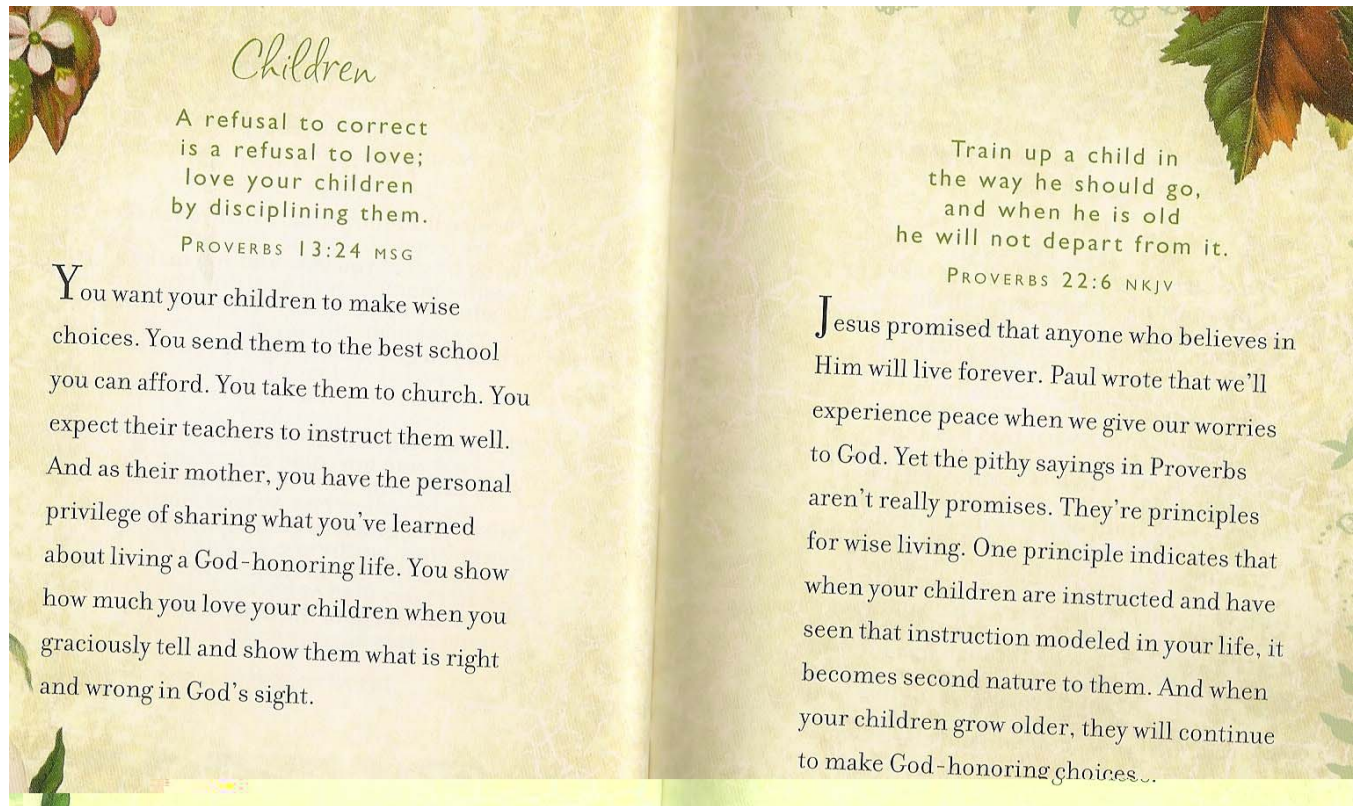 Children
A refusal to correct
is a refusal to love;
love your children
by disciplining them.
PROVERBS 13:24 MSG
You want your children to make wise
choices. You send them to the best school
you can afford. You take them to church. You
expect their teachers to instruct them well.
And as their mother, you have the personal
privilege of sharing what you've learned
about living a God-honoring life. You show
how much you love your children when you
graciously tell and show them what is right
and wrong in God's sight.
Train up a child in
the way he should go,
and when he is old
he will not depart from it.
PROVERBS 22:6 NKJV
Jesus promised that anyone who believes in
Him will live forever. Paul wrote that we'll
experience peace when we give our worries
to God. Yet the pithy sayings in Proverbs
aren't really promises. They're principles
for wise living. One principle indicates that
when your children are instructed and have
seen that instruction modeled in your life, it
becomes second nature to them. And when
your children grow older, they will continue
to make God-honoring choices.